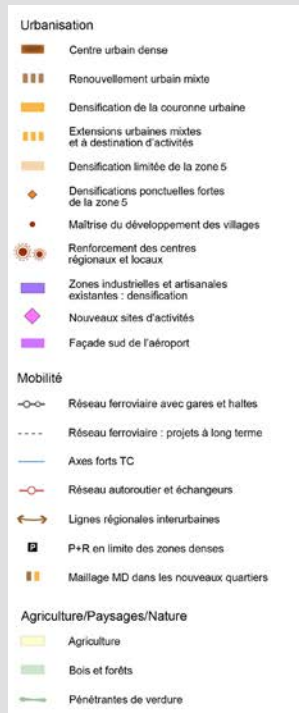 Urbanisation
Centre urbain dense
Renouvellement urbain mixte
Densification de la couronne urbaine
Extensions urbaines mixtes
et à destination d'activités
Densification limitée de la zone 5
Densifications ponctuelles fortes
de la zone 5
Maîtrise du développement des villages
Renforcement des centres
régionaux et locaux
Zones industrielles et artisanales
existantes : densification
Nouveaux sites d'activités
Façade sud de l'aéroport
Mobilité
Réseau ferroviaire avec gares et haltes
Réseau ferroviaire : projets à long terme
Axes forts TC
Réseau autoroutier et échangeurs
Lignes régionales interurbaines
P P+R en limite des zones denses
Maillage MD dans les nouveaux quartiers
Agriculture/Paysages/Nature
Agriculture
Bois et forêts
Pénétrantes de verdure